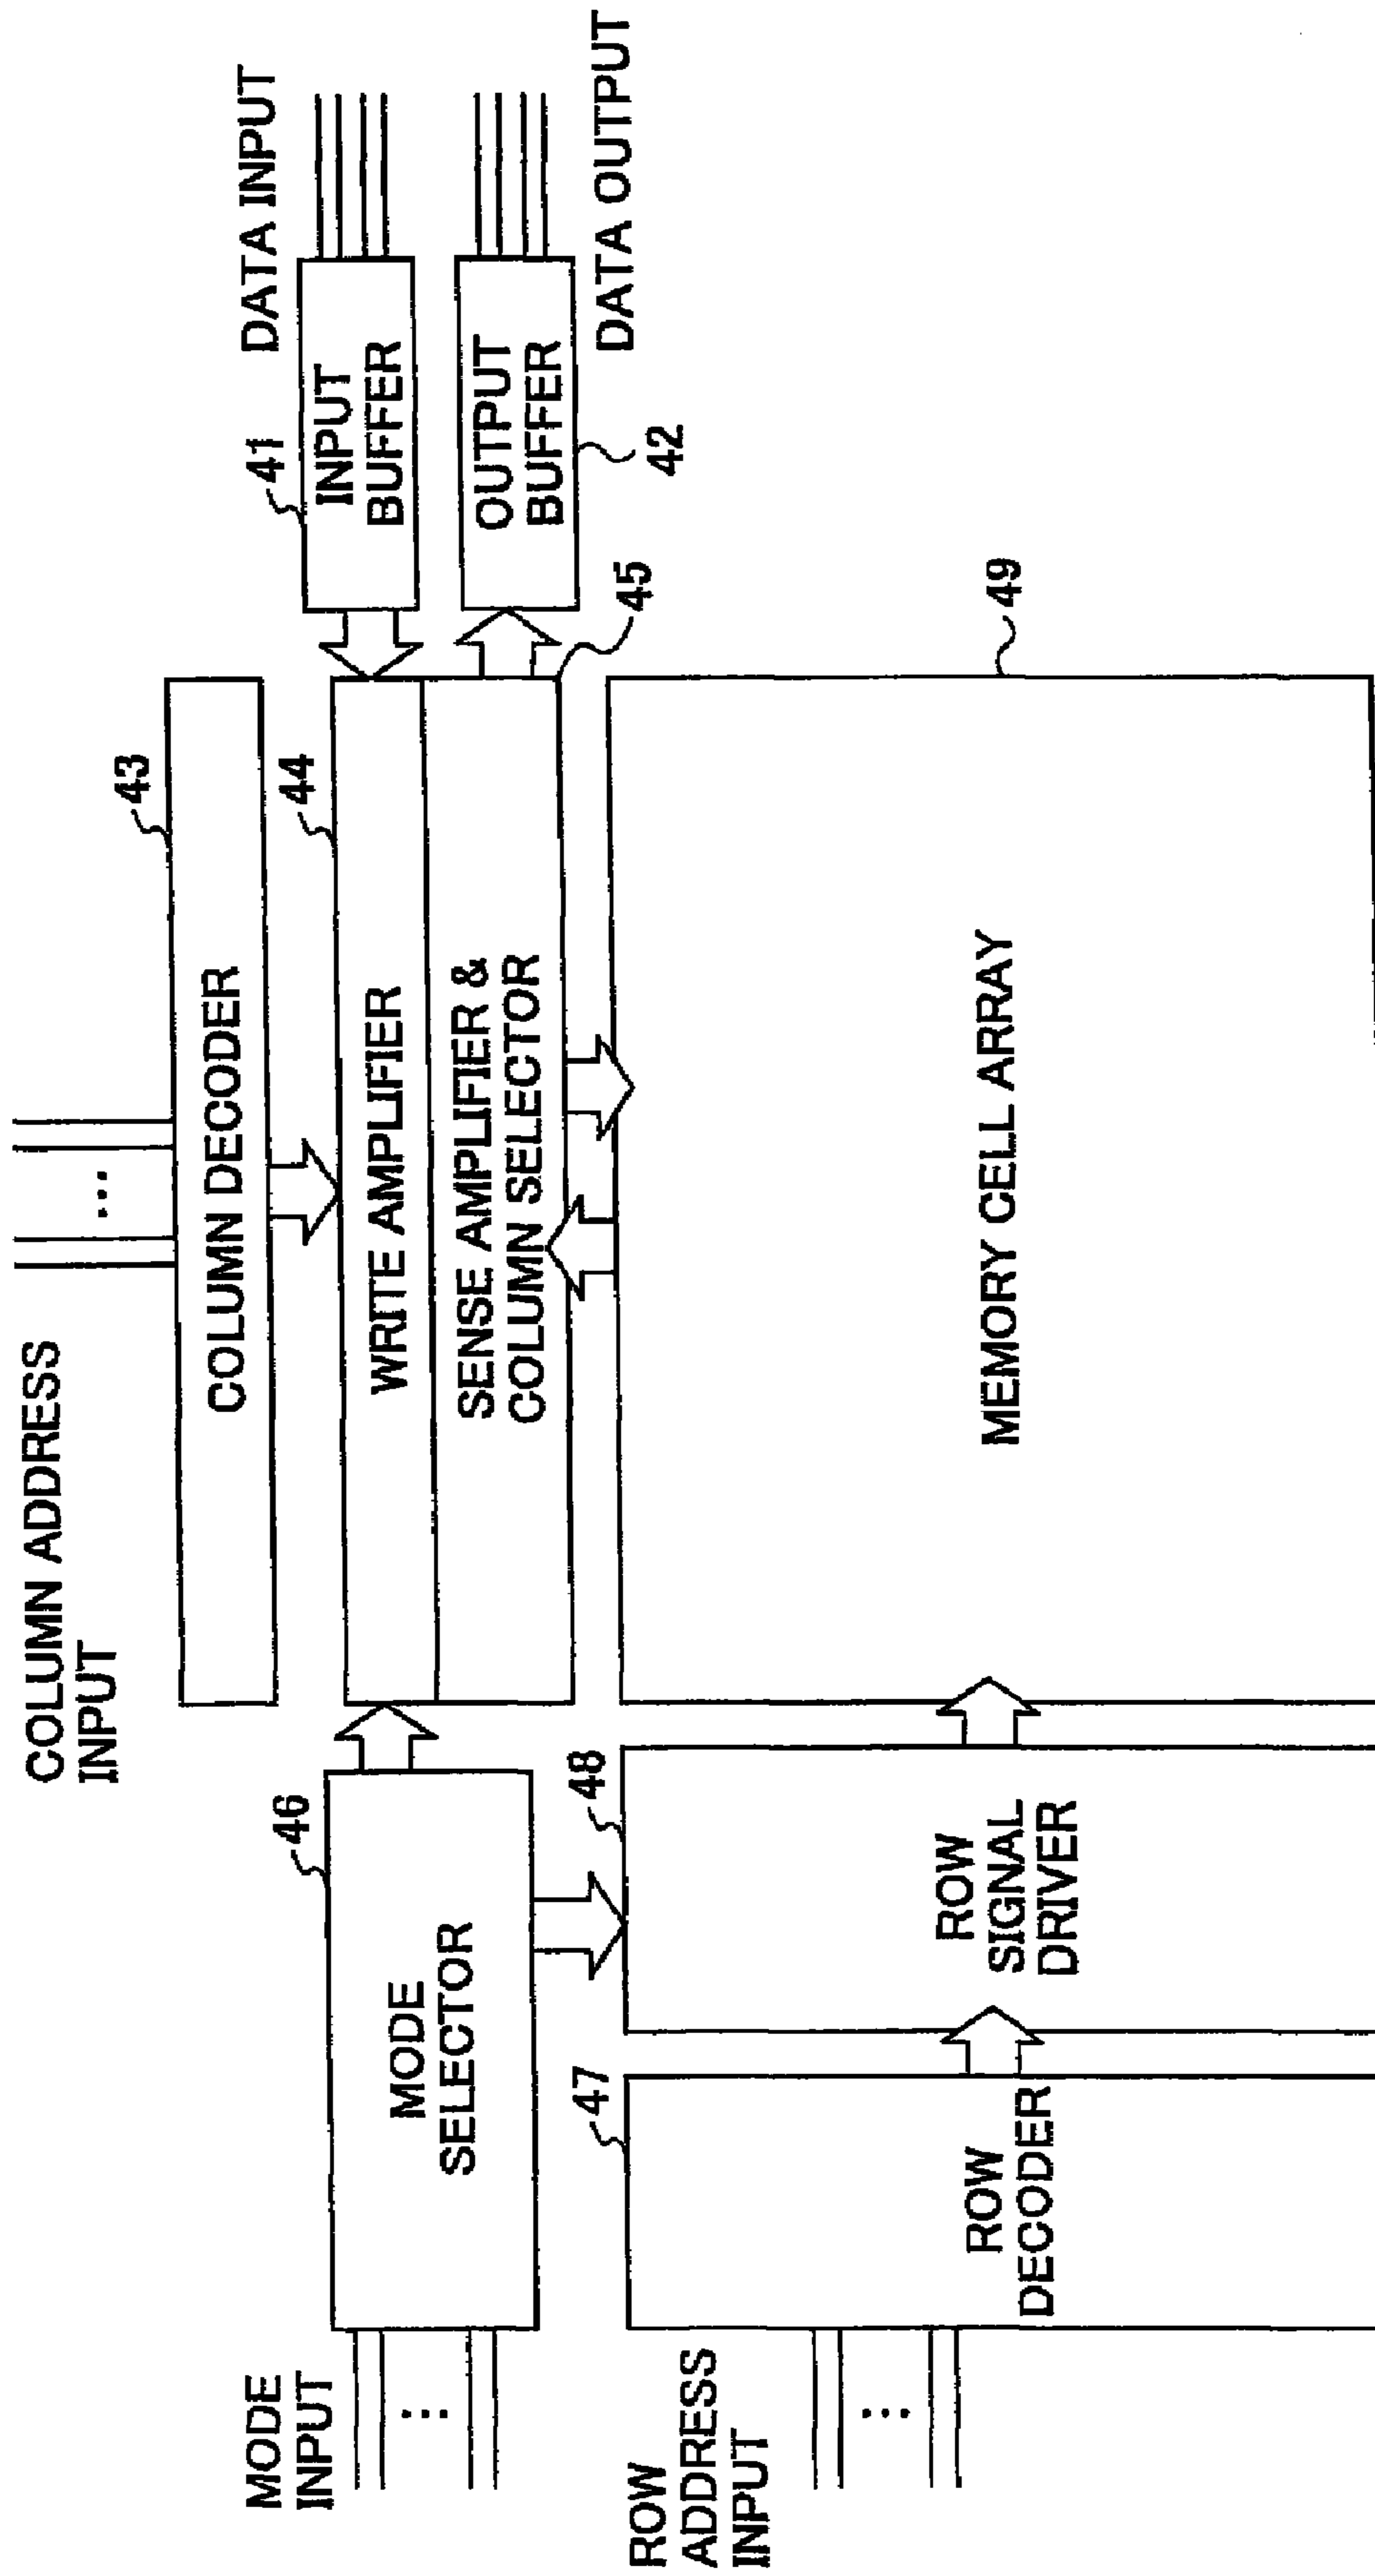 COLUMN ADDRESS
INPUT
...
43
COLUMN DECODER
DATA INPUT
41
INPUT
BUFFER
44
WRITE AMPLIFIER
SENSE AMPLIFIER &
COLUMN SELECTOR
45
OUTPUT
BUFFER
42
DATA OUTPUT
MODE
INPUT
...
46
MODE
SELECTOR
ROW
ADDRESS
INPUT
...
47
ROW
DECODER
48
ROW
SIGNAL
DRIVER
MEMORY CELL ARRAY
49